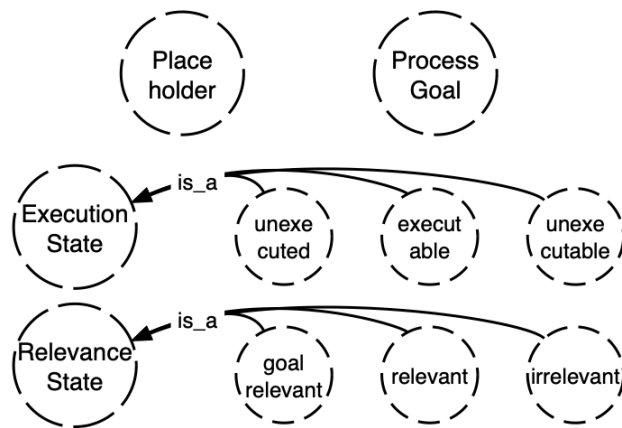 Place
holder
Process
Goal
is_a
Execution
State
unexe
cuted
execut
able
unexe
cutable
is_a
Relevance
State
goal
relevant
relevant
irrelevant